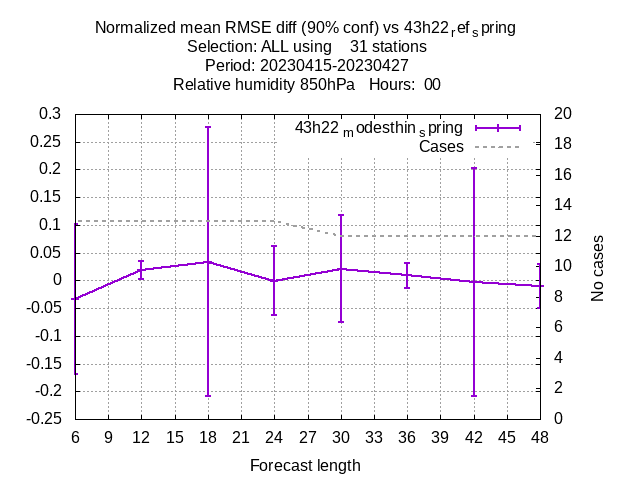 Normalized mean RMSE diff (90% conf) vs 43h22refspring
Selection: ALL using 31 stations
Period: 20230415-20230427
Relative humidity 850hPa Hours: 00
0.3 20
43h22modesthinspring
0.25 18
Cases
0.2 16
0.15 14
0.1 12
0.05 10
0
-0.05 8
-0.1 6
-0.15 4
-0.2 2
-0.25 0
No cases
6 9 12 15 18 21 24 27 30 33 36 39 42 45 48
Forecast length